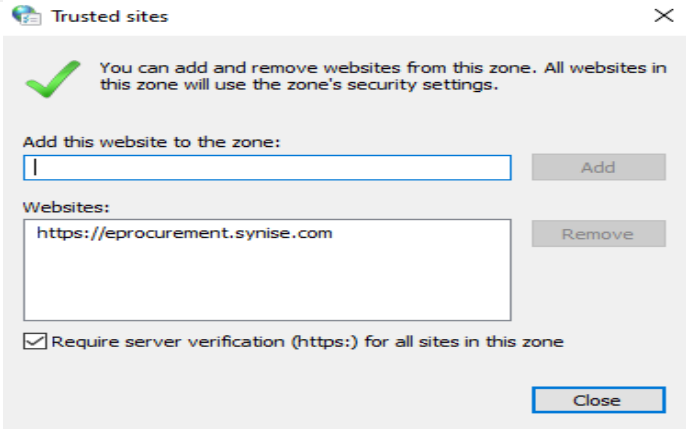 Trusted sites
You can add and remove websites from this zone. All websites in
this zone will use the zone's security settings.
Add this website to the zone:
Add
Websites:
https://eprocurement.synise.com
Remove
Require server verification (https:) for all sites in this zone
Close